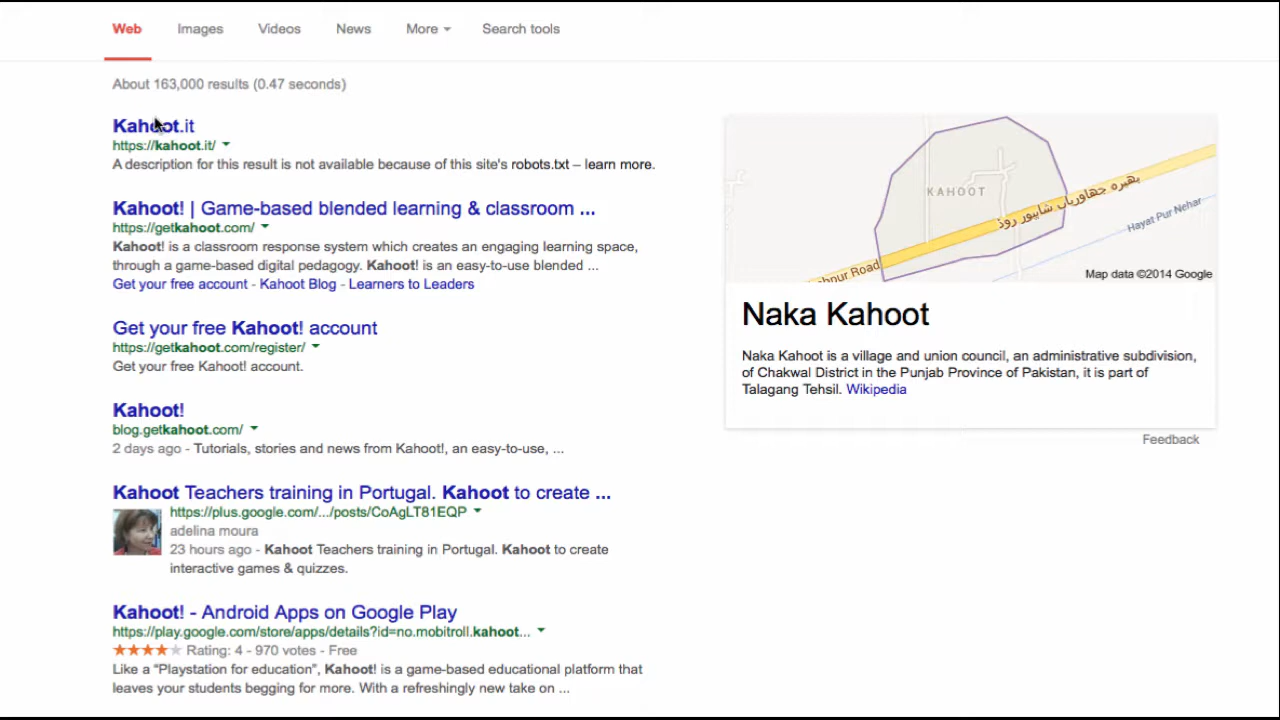 Web Images Videos News More Search tools
About 163,000 results (0.47 seconds)
Kahoot.it
https://kahoot.it/
A description for this result is not available because of this site's robots.txt – learn more.
Kahoot! | Game-based blended learning & classroom ...
https://getkahoot.com/
Kahoot! is a classroom response system which creates an engaging learning space,
through a game-based digital pedagogy. Kahoot! is an easy-to-use blended ...
Get your free account - Kahoot Blog - Learners to Leaders
Get your free Kahoot! account
https://getkahoot.com/register/
Get your free Kahoot! account.
Kahoot!
blog.getkahoot.com/
2 days ago - Tutorials, stories and news from Kahoot!, an easy-to-use, ...
Kahoot Teachers training in Portugal. Kahoot to create ...
https://plus.google.com/.../posts/CoAgLT81EQP
adelina moura
23 hours ago - Kahoot Teachers training in Portugal. Kahoot to create
interactive games & quizzes.
Kahoot! - Android Apps on Google Play
https://play.google.com/store/apps/details?id=no.mobitroll.kahoot...
Rating: 4 - 970 votes - Free
Like a "Playstation for education", Kahoot! is a game-based educational platform that
leaves your students begging for more. With a refreshingly new take on ...
KAHOOT
بھیرہ جھاوریاں شاہپور روڈ
Hayat Pur Nehar
Road
Map data ©2014 Google
Naka Kahoot
Naka Kahoot is a village and union council, an administrative subdivision,
of Chakwal District in the Punjab Province of Pakistan, it is part of
Talagang Tehsil. Wikipedia
Feedback